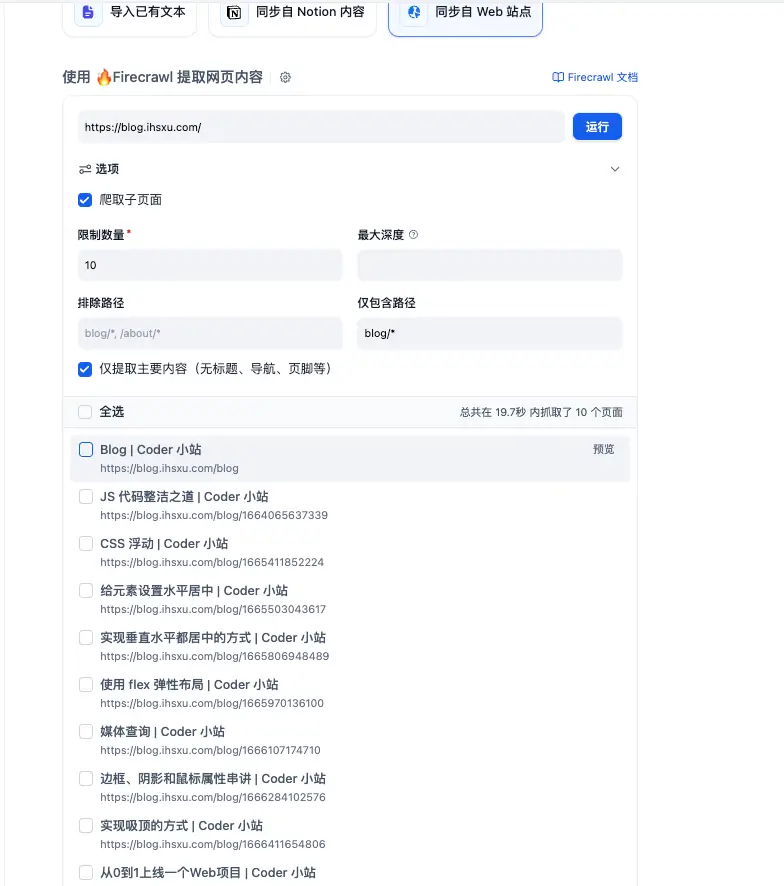 导入已有文本
同步自 Notion 内容
同步自 Web 站点
使用 🔥Firecrawl 提取网页内容
Firecrawl 文档
https://blog.ihsxu.com/
运行
选项
爬取子页面
限制数量*
最大深度
10
排除路径
仅包含路径
blog/*, /about/*
blog/*
仅提取主要内容（无标题、导航、页脚等）
全选
总共在 19.7秒 内抓取了 10 个页面
Blog | Coder 小站
预览
https://blog.ihsxu.com/blog
JS 代码整洁之道 | Coder 小站
https://blog.ihsxu.com/blog/1664065637339
CSS 浮动 | Coder 小站
https://blog.ihsxu.com/blog/1665411852224
给元素设置水平居中 | Coder 小站
https://blog.ihsxu.com/blog/1665503043617
实现垂直水平都居中的方式 | Coder 小站
https://blog.ihsxu.com/blog/1665806948489
使用 flex 弹性布局 | Coder 小站
https://blog.ihsxu.com/blog/1665970136100
媒体查询 | Coder 小站
https://blog.ihsxu.com/blog/1666107174710
边框、阴影和鼠标属性串讲 | Coder 小站
https://blog.ihsxu.com/blog/1666284102576
实现吸顶的方式 | Coder 小站
https://blog.ihsxu.com/blog/1666411654806
从0到1上线一个Web项目 | Coder 小站